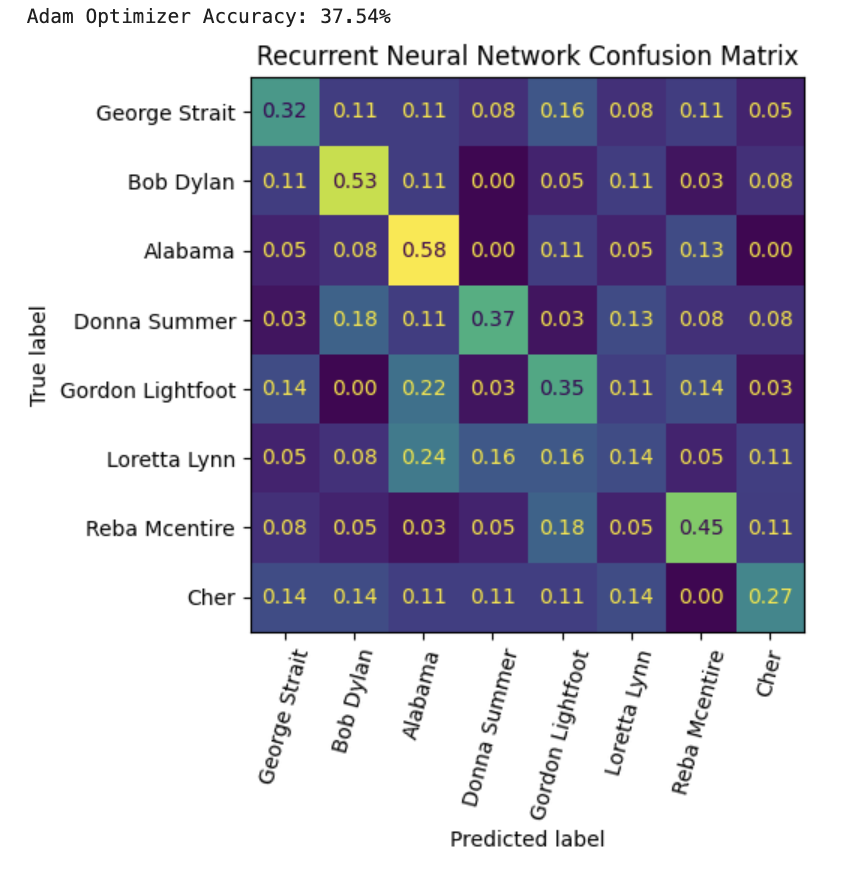 Adam Optimizer Accuracy: 37.54%
Recurrent Neural Network Confusion Matrix
True label
George Strait 0.32 0.11 0.11 0.08 0.16 0.08 0.11 0.05
Bob Dylan 0.11 0.53 0.11 0.00 0.05 0.11 0.03 0.08
Alabama 0.05 0.08 0.58 0.00 0.11 0.05 0.13 0.00
Donna Summer 0.03 0.18 0.11 0.37 0.03 0.13 0.08 0.08
Gordon Lightfoot 0.14 0.00 0.22 0.03 0.35 0.11 0.14 0.03
Loretta Lynn 0.05 0.08 0.24 0.16 0.16 0.14 0.05 0.11
Reba Mcentire 0.08 0.05 0.03 0.05 0.18 0.05 0.45 0.11
Cher 0.14 0.14 0.11 0.11 0.11 0.14 0.00 0.27
George Strait Bob Dylan Alabama Donna Summer Gordon Lightfoot Loretta Lynn Reba Mcentire Cher
Predicted label